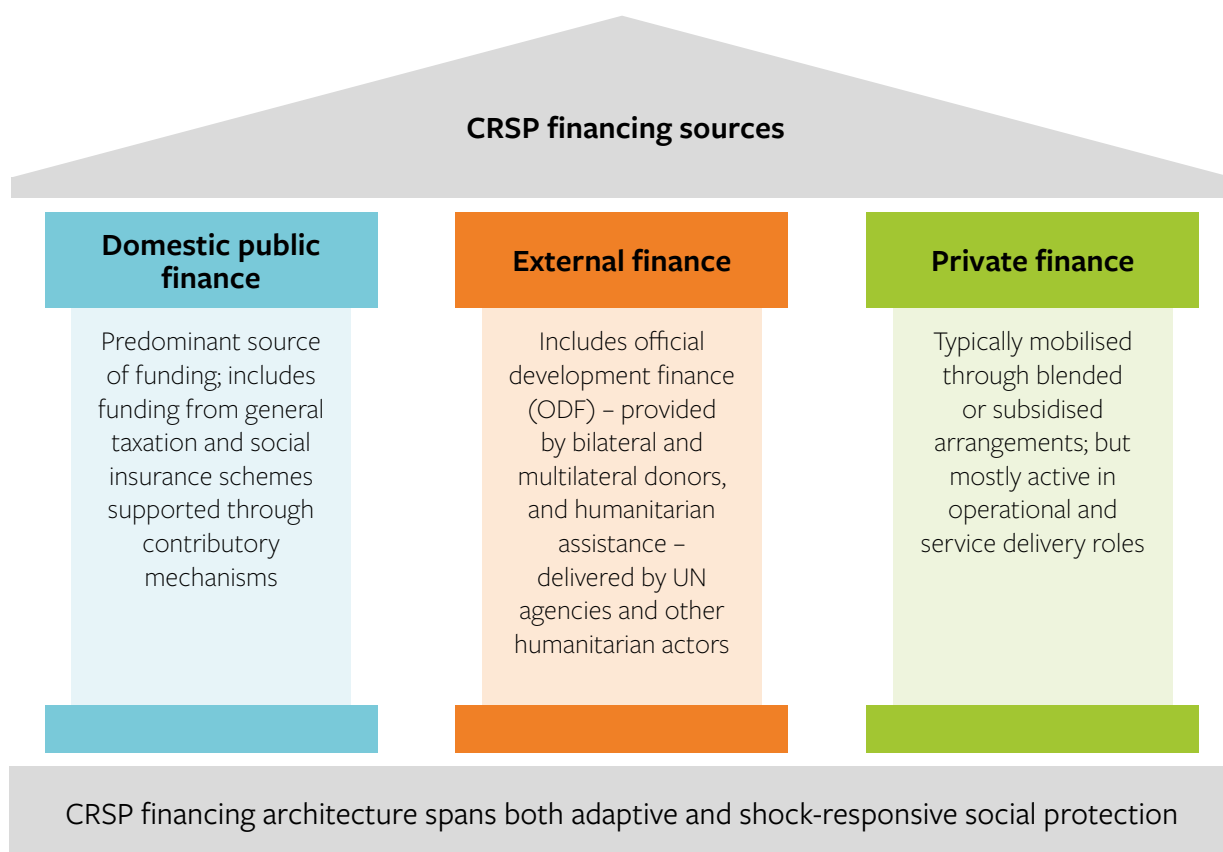 CRSP financing sources
Domestic public
finance
Predominant source
of funding; includes
funding from general
taxation and social
insurance schemes
supported through
contributory
mechanisms
External finance
Includes official
development finance
(ODF) – provided
by bilateral and
multilateral donors,
and humanitarian
assistance –
delivered by UN
agencies and other
humanitarian actors
Private finance
Typically mobilised
through blended
or subsidised
arrangements; but
mostly active in
operational and
service delivery roles
CRSP financing architecture spans both adaptive and shock-responsive social protection